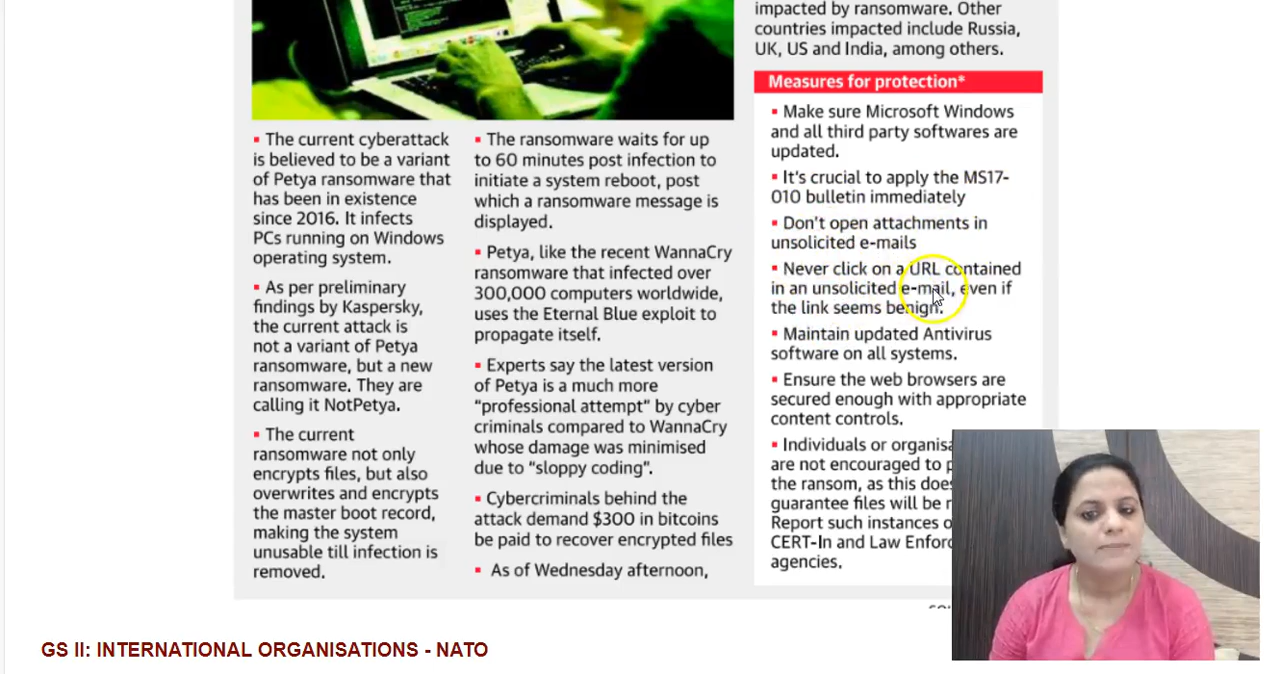 impacted by ransomware. Other
countries impacted include Russia,
UK, US and India, among others.
Measures for protection*
▪ Make sure Microsoft Windows
and all third party softwares are
updated.
▪ It's crucial to apply the MS17-
010 bulletin immediately
▪ Don't open attachments in
unsolicited e-mails
▪ Never click on a URL contained
in an unsolicited e-mail, even if
the link seems benign.
▪ Maintain updated Antivirus
software on all systems.
▪ Ensure the web browsers are
secured enough with appropriate
content controls.
▪ Individuals or organisa
are not encouraged to p
the ransom, as this doe
guarantee files will be r
Report such instances o
CERT-In and Law Enforc
agencies.
▪ The current cyberattack
is believed to be a variant
of Petya ransomware that
has been in existence
since 2016. It infects
PCs running on Windows
operating system.
▪ As per preliminary
findings by Kaspersky,
the current attack is
not a variant of Petya
ransomware, but a new
ransomware. They are
calling it NotPetya.
▪ The current
ransomware not only
encrypts files, but also
overwrites and encrypts
the master boot record,
making the system
unusable till infection is
removed.
▪ The ransomware waits for up
to 60 minutes post infection to
initiate a system reboot, post
which a ransomware message is
displayed.
▪ Petya, like the recent WannaCry
ransomware that infected over
300,000 computers worldwide,
uses the Eternal Blue exploit to
propagate itself.
▪ Experts say the latest version
of Petya is a much more
"professional attempt" by cyber
criminals compared to WannaCry
whose damage was minimised
due to "sloppy coding".
▪ Cybercriminals behind the
attack demand $300 in bitcoins
be paid to recover encrypted files
▪ As of Wednesday afternoon,
GS II: INTERNATIONAL ORGANISATIONS - NATO